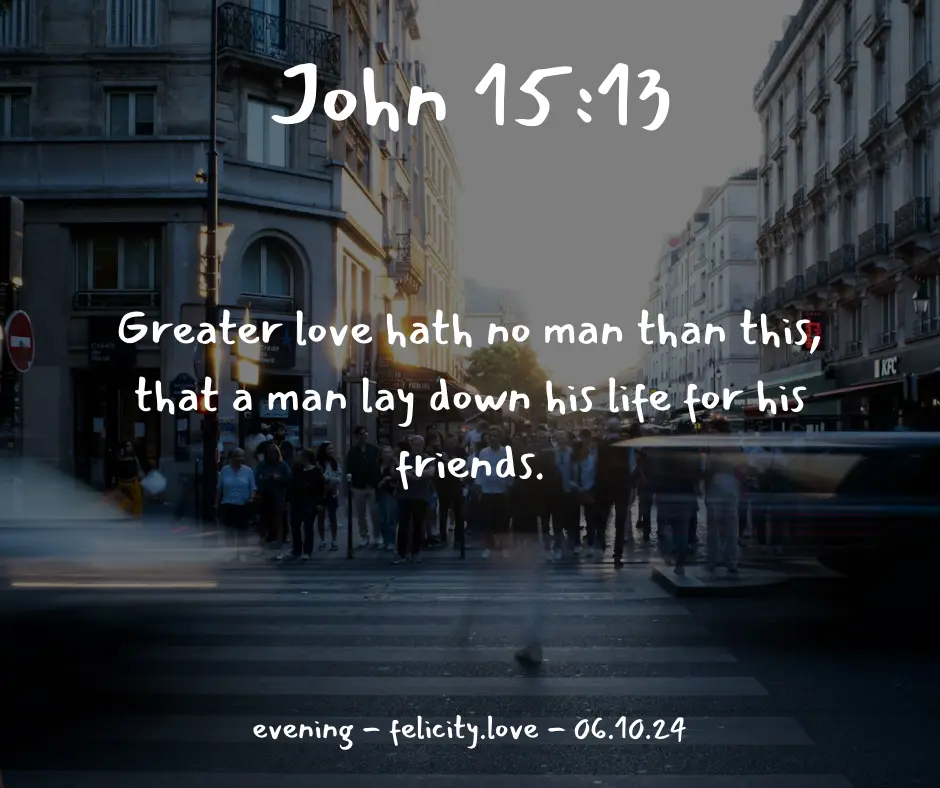 John 15:13
Greater love hath no man than this,
that a man lay down his life for his
friends.
KFC
evening – felicity.love – 06.10.24